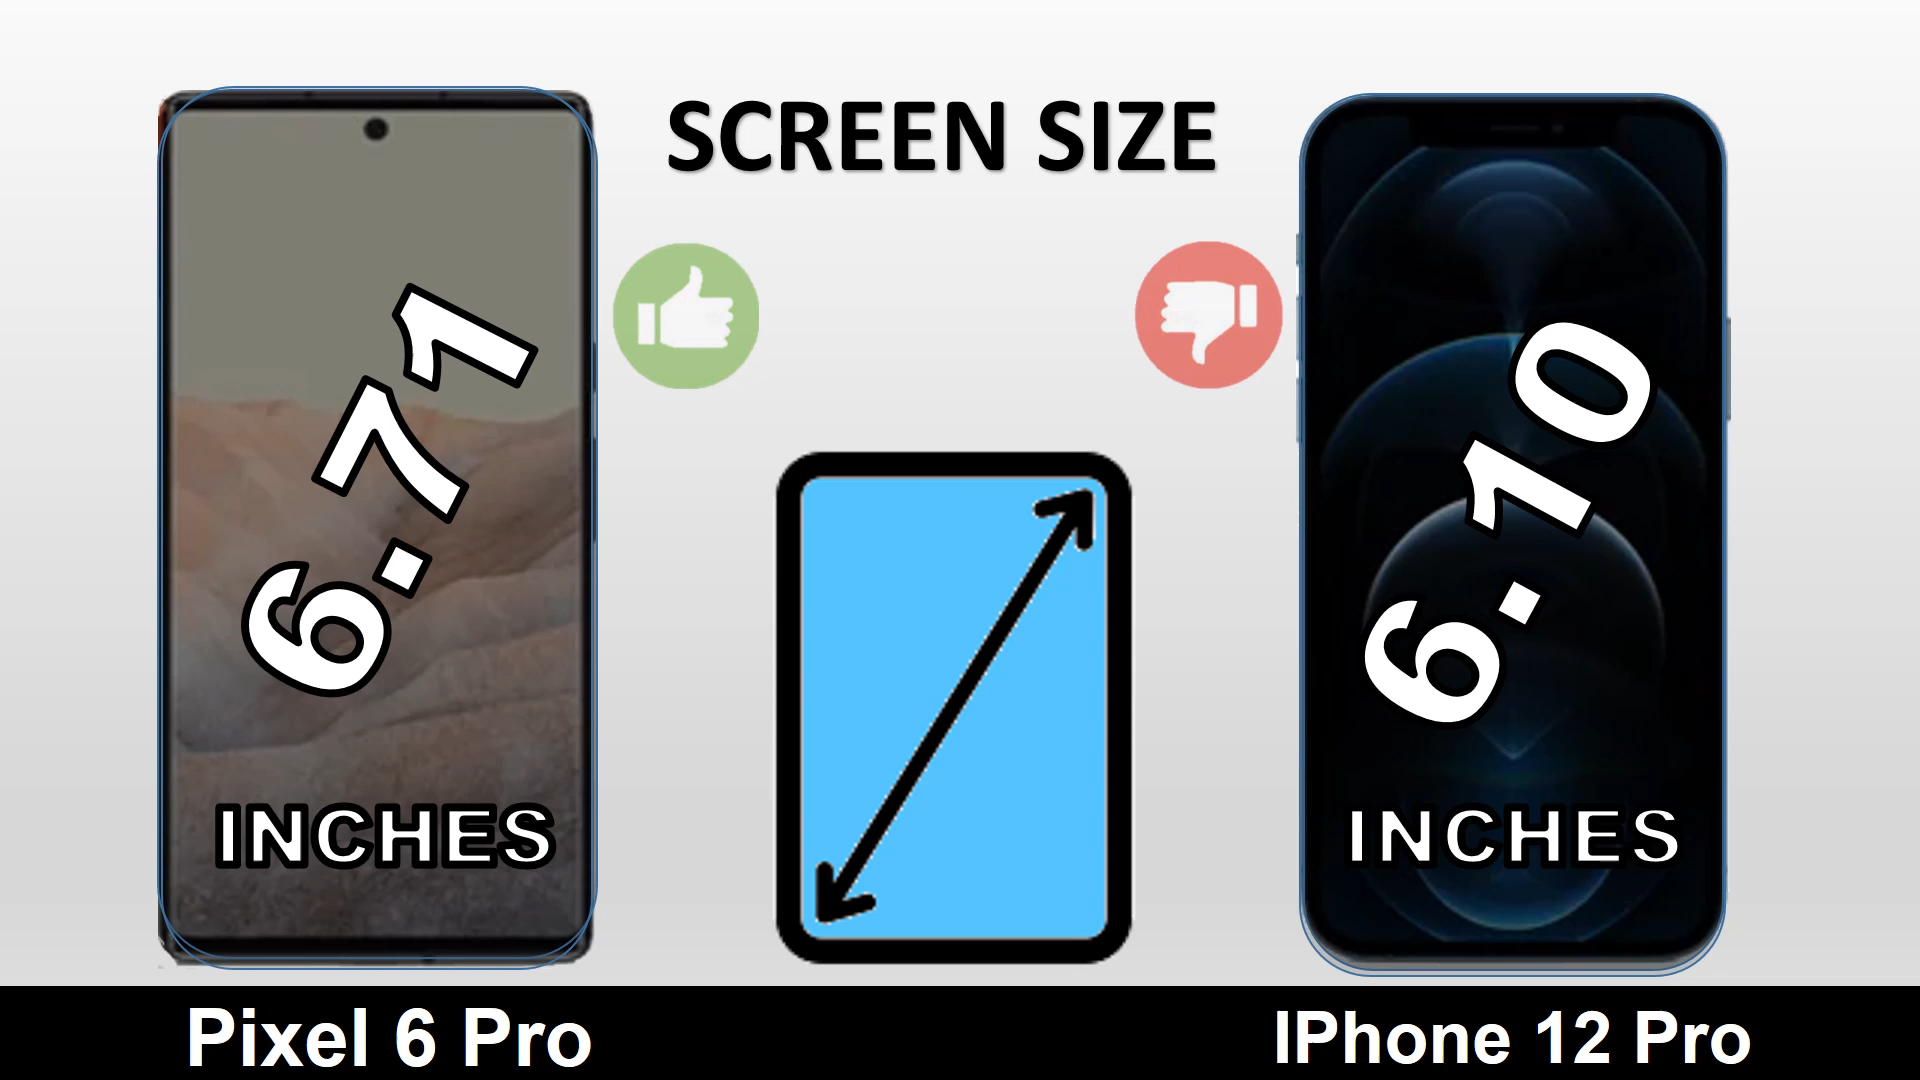 SCREEN SIZE
6.71
INCHES
6.10
INCHES
Pixel 6 Pro
IPhone 12 Pro